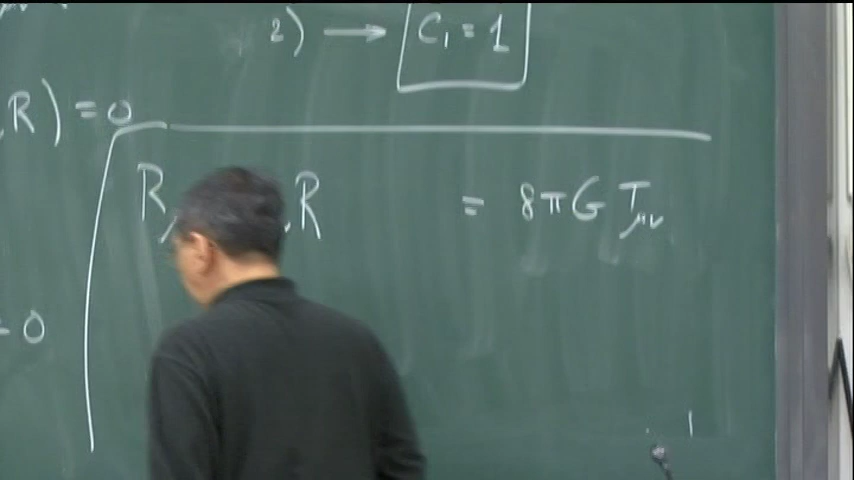 2) → C₁ = 1
,R) = 0
R R = 8πG T_μν
= 0